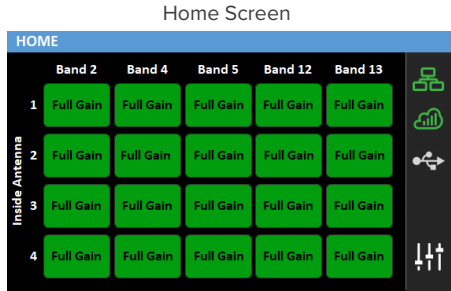 Home Screen
HOME
Band 2 Band 4 Band 5 Band 12 Band 13
Inside Antenna
1 Full Gain Full Gain Full Gain Full Gain Full Gain
2 Full Gain Full Gain Full Gain Full Gain Full Gain
3 Full Gain Full Gain Full Gain Full Gain Full Gain
4 Full Gain Full Gain Full Gain Full Gain Full Gain